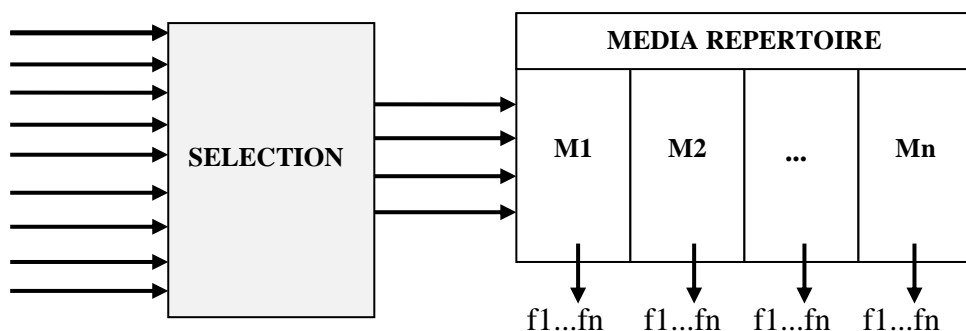 MEDIA REPERTOIRE
SELECTION
M1 M2 ... Mn
f1...fn f1...fn f1...fn f1...fn